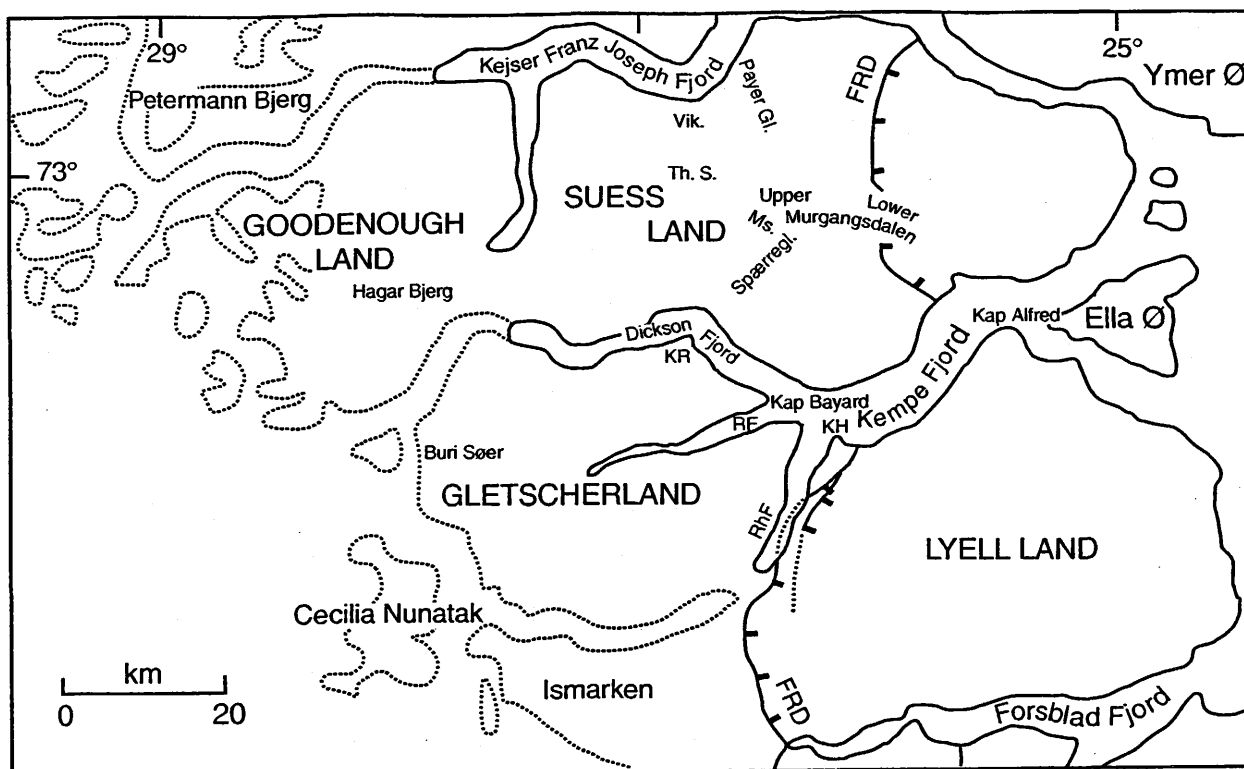 29°
25°
Kejser Franz Joseph Fjord
Ymer Ø
Petermann Bjerg
Payer Gl.
FRD
Vik.
73°
Th. S.
SUESS
LAND
Upper
Lower
Ms. Murgangsdalen
Spærregl.
GOODENOUGH
LAND
Hagar Bjerg
Kap Alfred
Ella Ø
Dickson Fjord
KR
Kempe Fjord
Kap Bayard
RF
KH
Buri Søer
GLETSCHERLAND
RhF
LYELL LAND
Cecilia Nunatak
km
0 20
Ismarken
FRD
Forsblad Fjord